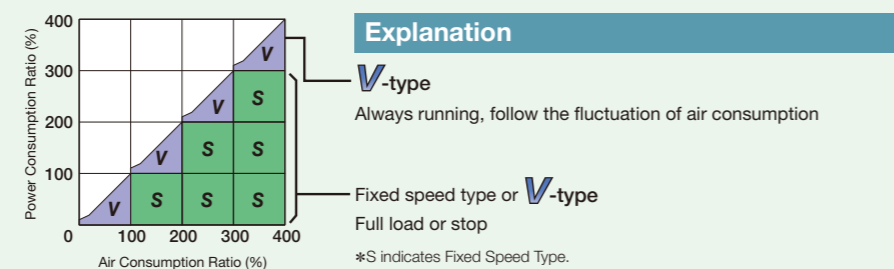 Power Consumption Ratio (%)
400
300
200
100
0
100 200 300 400
Air Consumption Ratio (%)
V
V S
V S S
V S S S
Explanation
V-type
Always running, follow the fluctuation of air consumption
Fixed speed type or V-type
Full load or stop
*S indicates Fixed Speed Type.